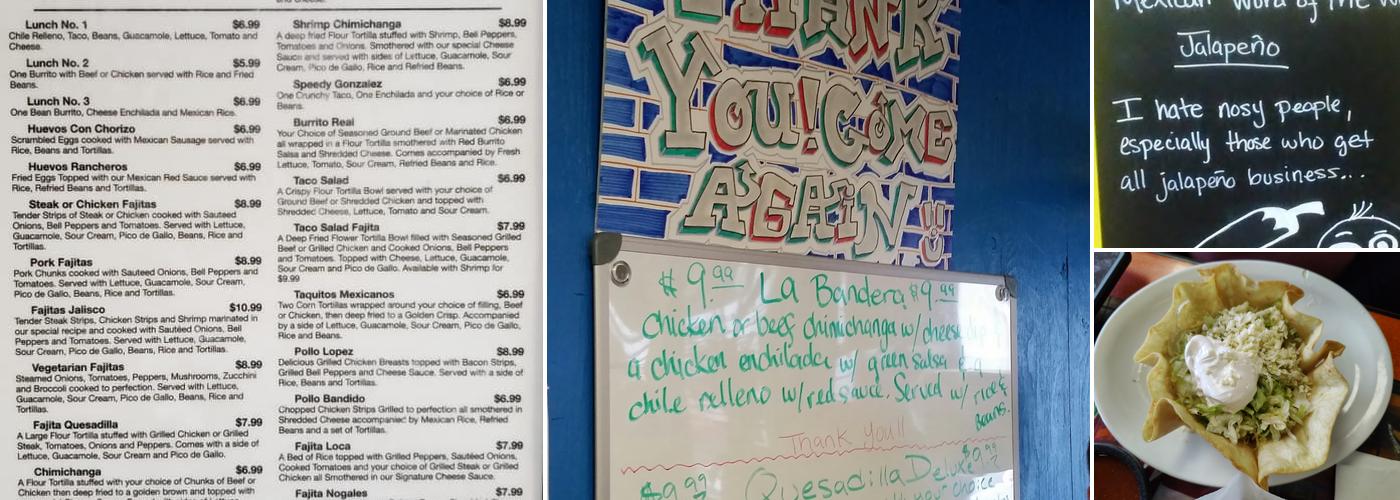 and cheese.
Lunch No. 1 $6.99
Chile Relleno, Taco, Beans, Guacamole, Lettuce, Tomato and
Cheese.
Lunch No. 2 $5.99
One Burrito with Beef or Chicken served with Rice and Fried
Beans.
Lunch No. 3 $6.99
One Bean Burrito, Cheese Enchilada and Mexican Rice.
Huevos Con Chorizo $6.99
Scrambled Eggs cooked with Mexican Sausage served with
Rice, Beans and Tortillas.
Huevos Rancheros $6.99
Fried Eggs Topped with our Mexican Red Sauce served with
Rice, Refried Beans and Tortillas.
Steak or Chicken Fajitas $8.99
Tender Strips of Steak or Chicken cooked with Sauteed
Onions, Bell Peppers and Tomatoes. Served with Lettuce,
Guacamole, Sour Cream, Pico de Gallo, Beans, Rice and
Tortillas.
Pork Fajitas $8.99
Pork Chunks cooked with Sauteed Onions, Bell Peppers and
Tomatoes. Served with Lettuce, Guacamole, Sour Cream,
Pico de Gallo, Beans, Rice and Tortillas.
Fajitas Jalisco $10.99
Tender Steak Strips, Chicken Strips and Shrimp marinated in
our special recipe and cooked with Sautéed Onions, Bell
Peppers and Tomatoes. Served with Lettuce, Guacamole,
Sour Cream, Pico de Gallo, Beans, Rice and Tortillas.
Vegetarian Fajitas $8.99
Steamed Onions, Tomatoes, Peppers, Mushrooms, Zucchini
and Broccoli cooked to perfection. Served with Lettuce,
Guacamole, Sour Cream, Pico de Gallo, Beans, Rice and
Tortillas.
Fajita Quesadilla $7.99
A Large Flour Tortilla stuffed with Grilled Chicken or Grilled
Steak, Tomatoes, Onions and Peppers. Comes with a side of
Lettuce, Guacamole, Sour Cream and Pico de Gallo.
Chimichanga $6.99
A Flour Tortilla stuffed with your choice of Chunks of Beef or
Chicken then deep fried to a golden brown and topped with
Shrimp Chimichanga $8.99
A deep fried Flour Tortilla stuffed with Shrimp, Bell Peppers,
Tomatoes and Onions. Smothered with our special Cheese
Sauce and served with sides of Lettuce, Guacamole, Sour
Cream, Pico de Gallo, Rice and Refried Beans.
Speedy Gonzalez $6.99
One Crunchy Taco, One Enchilada and your choice of Rice or
Beans.
Burrito Real $6.99
Your Choice of Seasoned Ground Beef or Marinated Chicken
all wrapped in a Flour Tortilla smothered with Red Burrito
Salsa and Shredded Cheese. Comes accompanied by Fresh
Lettuce, Tomato, Sour Cream, Refried Beans and Rice.
Taco Salad $6.99
A Crispy Flour Tortilla Bowl served with your choice of
Ground Beef or Shredded Chicken and topped with
Shredded Cheese, Lettuce, Tomato and Sour Cream.
Taco Salad Fajita $7.99
A Deep Fried Flower Tortilla Bowl filled with Seasoned Grilled
Beef or Grilled Chicken and Cooked Onions, Bell Peppers
and Tomatoes. Topped with Cheese, Lettuce, Guacamole,
Sour Cream and Pico de Gallo. Available with Shrimp for
$9.99
Taquitos Mexicanos $6.99
Two Corn Tortillas wrapped around your choice of filling, Beef
or Chicken, then deep fried to a Golden Crisp. Accompanied
by a side of Lettuce, Guacamole, Sour Cream, Pico de Gallo,
Rice and Beans.
Pollo Lopez $8.99
Delicious Grilled Chicken Breasts topped with Bacon Strips,
Grilled Bell Peppers and Cheese Sauce. Served with a side of
Rice, Beans and Tortillas.
Pollo Bandido $6.99
Chopped Chicken Strips Grilled to perfection all smothered in
Shredded Cheese accompanied by Mexican Rice, Refried
Beans and a set of Tortillas.
Fajita Loca $7.99
A Bed of Rice topped with Grilled Peppers, Sautéed Onions,
Cooked Tomatoes and your choice of Grilled Steak or Grilled
Chicken all Smothered in our Signature Cheese Sauce.
Fajita Nogales $7.99
THANK
YOU! COME
AGAIN!!
$9.99 La Bandera $9.99
Chicken or beef chimichanga w/ cheese dip &
a chicken enchilada w/ green salsa & a
chile relleno w/ red sauce. Served w/ rice &
Beans.
Thank You!!
$9.99 Quesadilla Deluxe $9.99
your choice
Mexican Word of the
Jalapeño
I hate nosy people,
especially those who get
all jalapeño business...